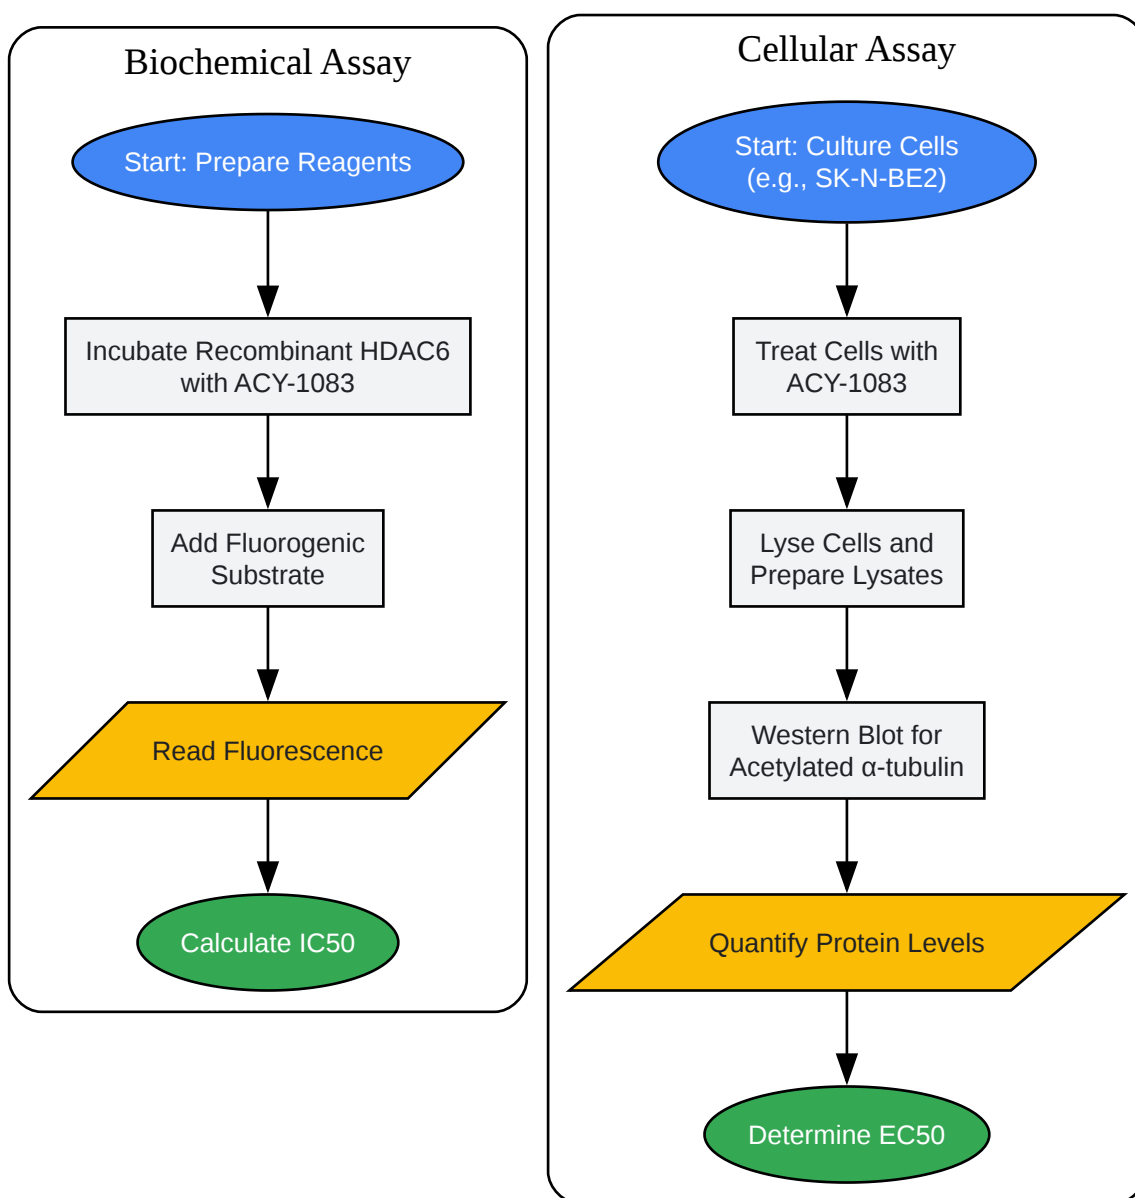 Biochemical Assay
Start: Prepare Reagents
Incubate Recombinant HDAC6
with ACY-1083
Add Fluorogenic
Substrate
Read Fluorescence
Calculate IC50
Cellular Assay
Start: Culture Cells
(e.g., SK-N-BE2)
Treat Cells with
ACY-1083
Lyse Cells and
Prepare Lysates
Western Blot for
Acetylated α-tubulin
Quantify Protein Levels
Determine EC50